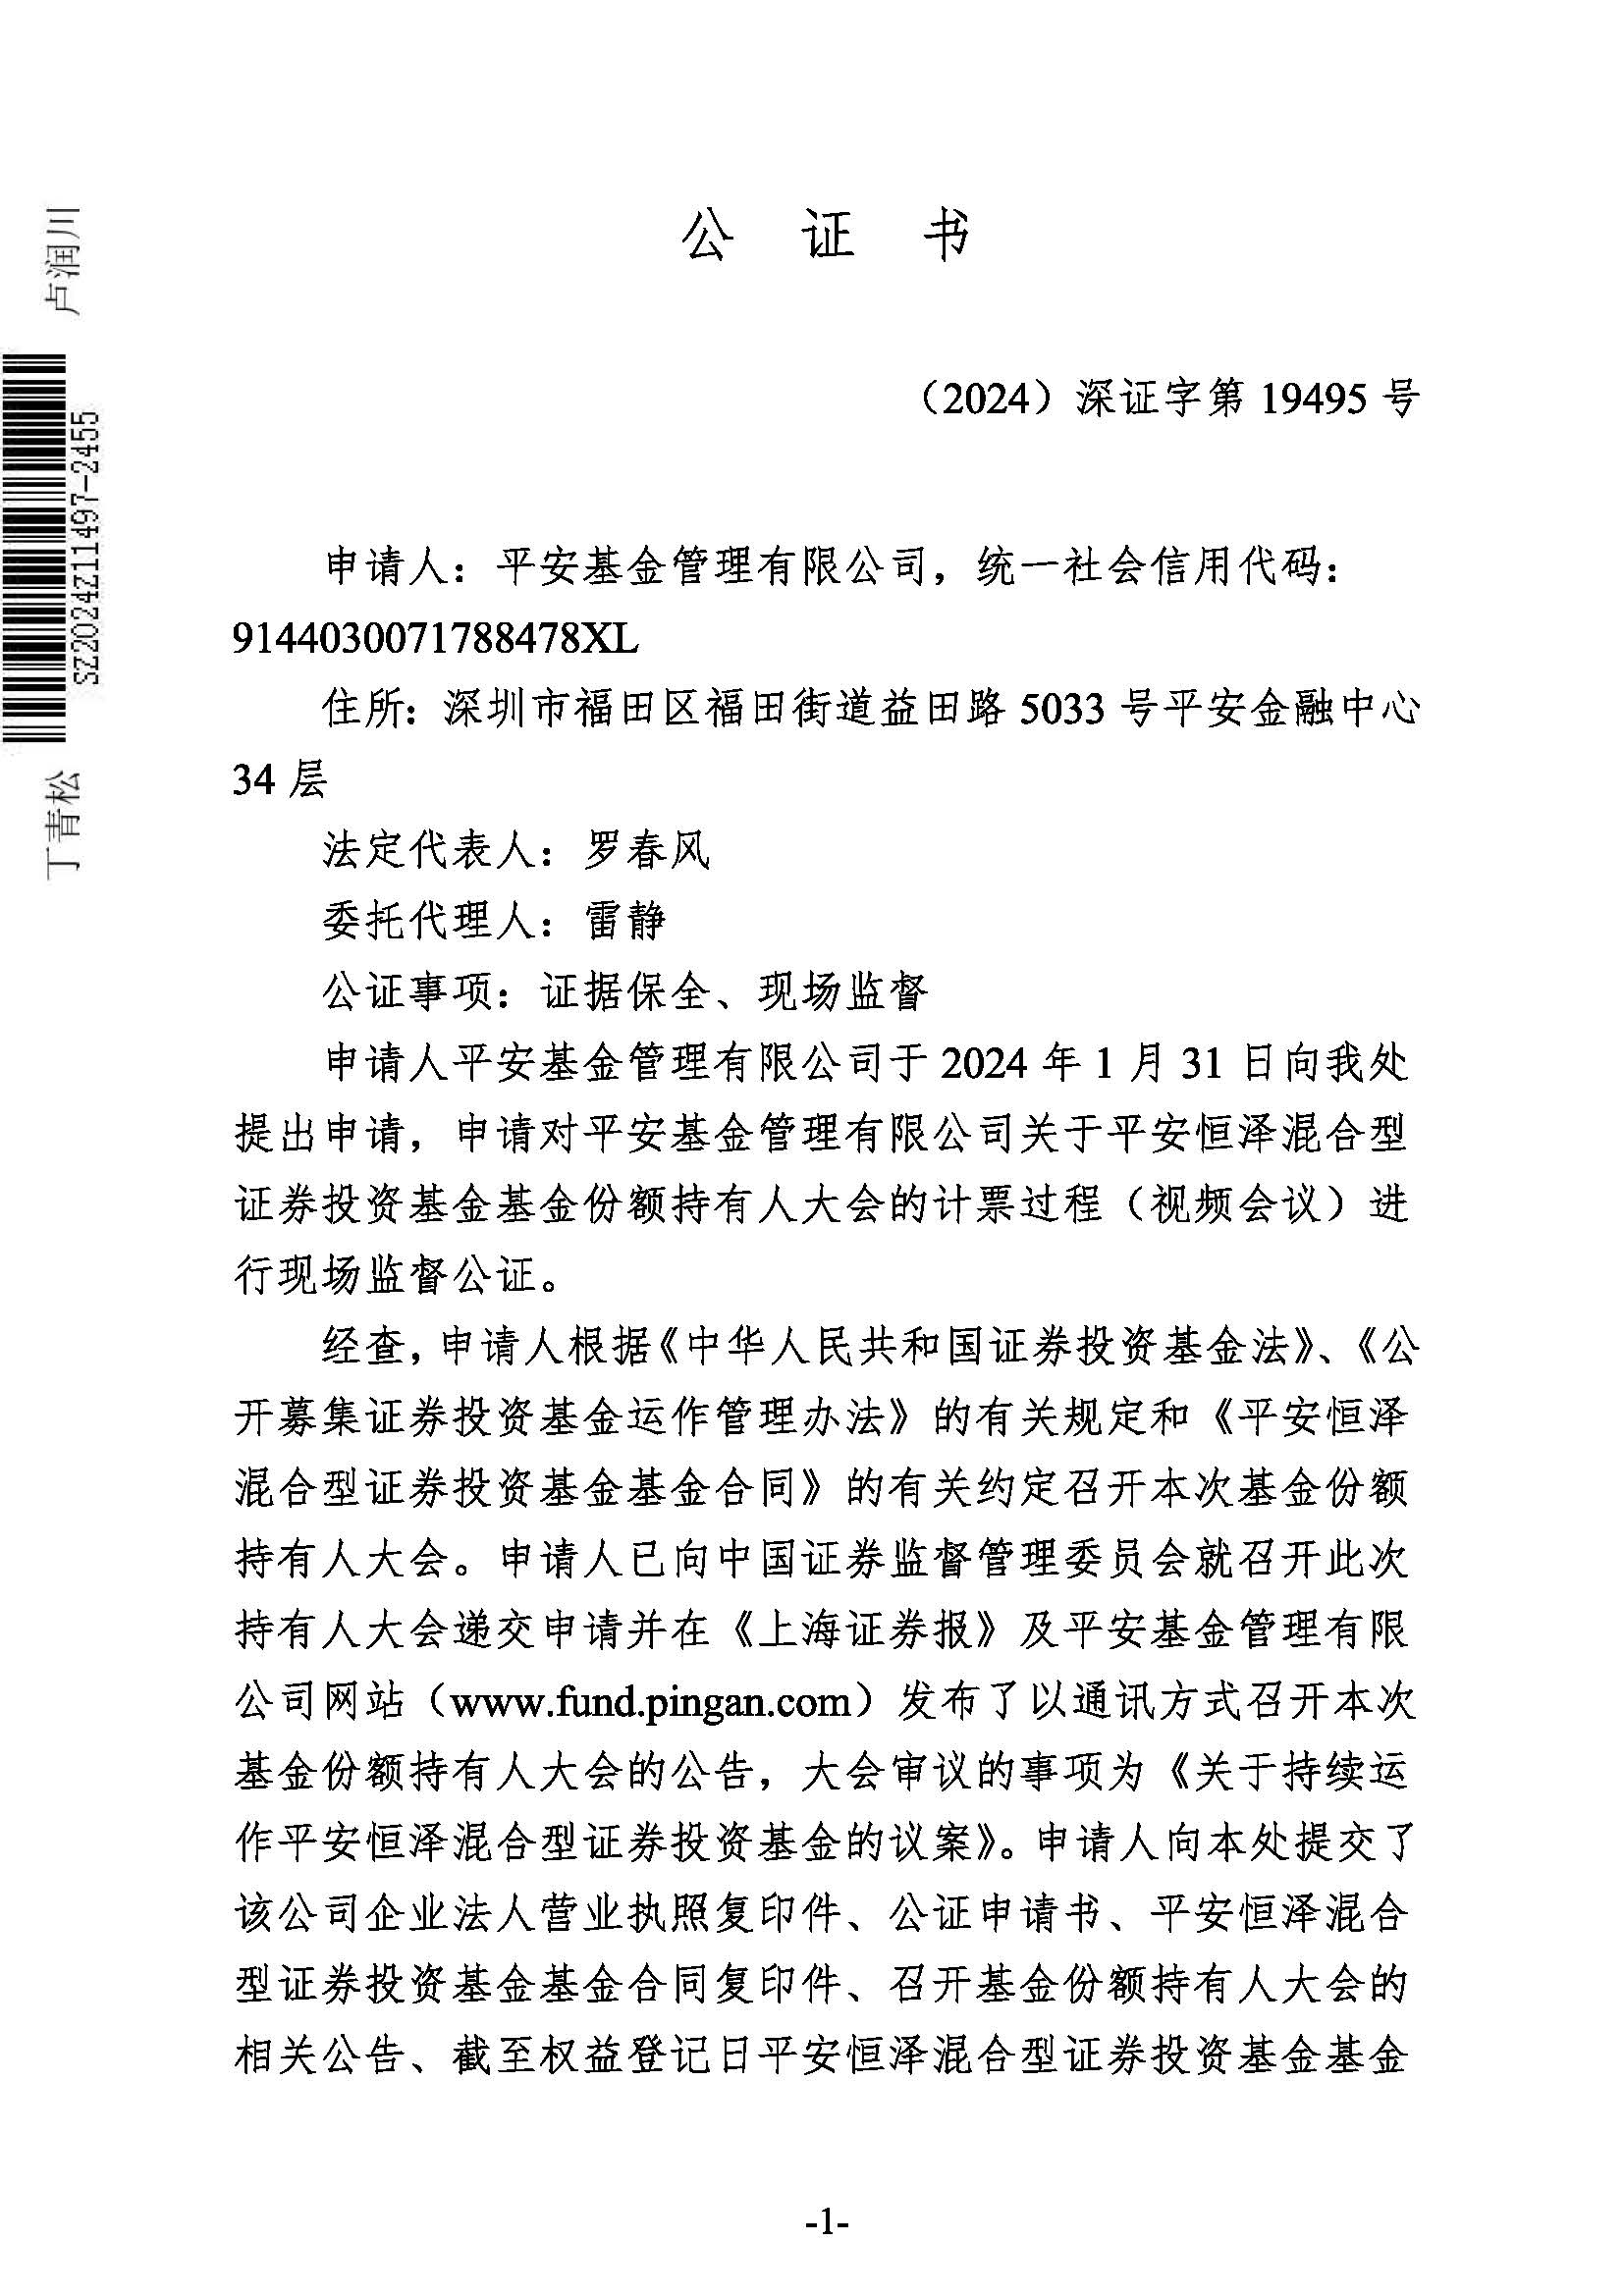 公 证 书
（2024）深证字第 19495 号
申请人：平安基金管理有限公司，统一社会信用代码：
91440300717884​78XL
住所：深圳市福田区福田街道益田路 5033 号平安金融中心
34 层
法定代表人：罗春风
委托代理人：雷静
公证事项：证据保全、现场监督
申请人平安基金管理有限公司于 2024 年 1 月 31 日向我处
提出申请，申请对平安基金管理有限公司关于平安恒泽混合型
证券投资基金基金份额持有人大会的计票过程（视频会议）进
行现场监督公证。
经查，申请人根据《中华人民共和国证券投资基金法》、《公
开募集证券投资基金运作管理办法》的有关规定和《平安恒泽
混合型证券投资基金基金合同》的有关约定召开本次基金份额
持有人大会。申请人已向中国证券监督管理委员会就召开此次
持有人大会递交申请并在《上海证券报》及平安基金管理有限
公司网站（www.fund.pingan.com）发布了以通讯方式召开本次
基金份额持有人大会的公告，大会审议的事项为《关于持续运
作平安恒泽混合型证券投资基金的议案》。申请人向本处提交了
该公司企业法人营业执照复印件、公证申请书、平安恒泽混合
型证券投资基金基金合同复印件、召开基金份额持有人大会的
相关公告、截至权益登记日平安恒泽混合型证券投资基金基金
-1-
卢润川
SZ2024Z11497-2455
丁青松